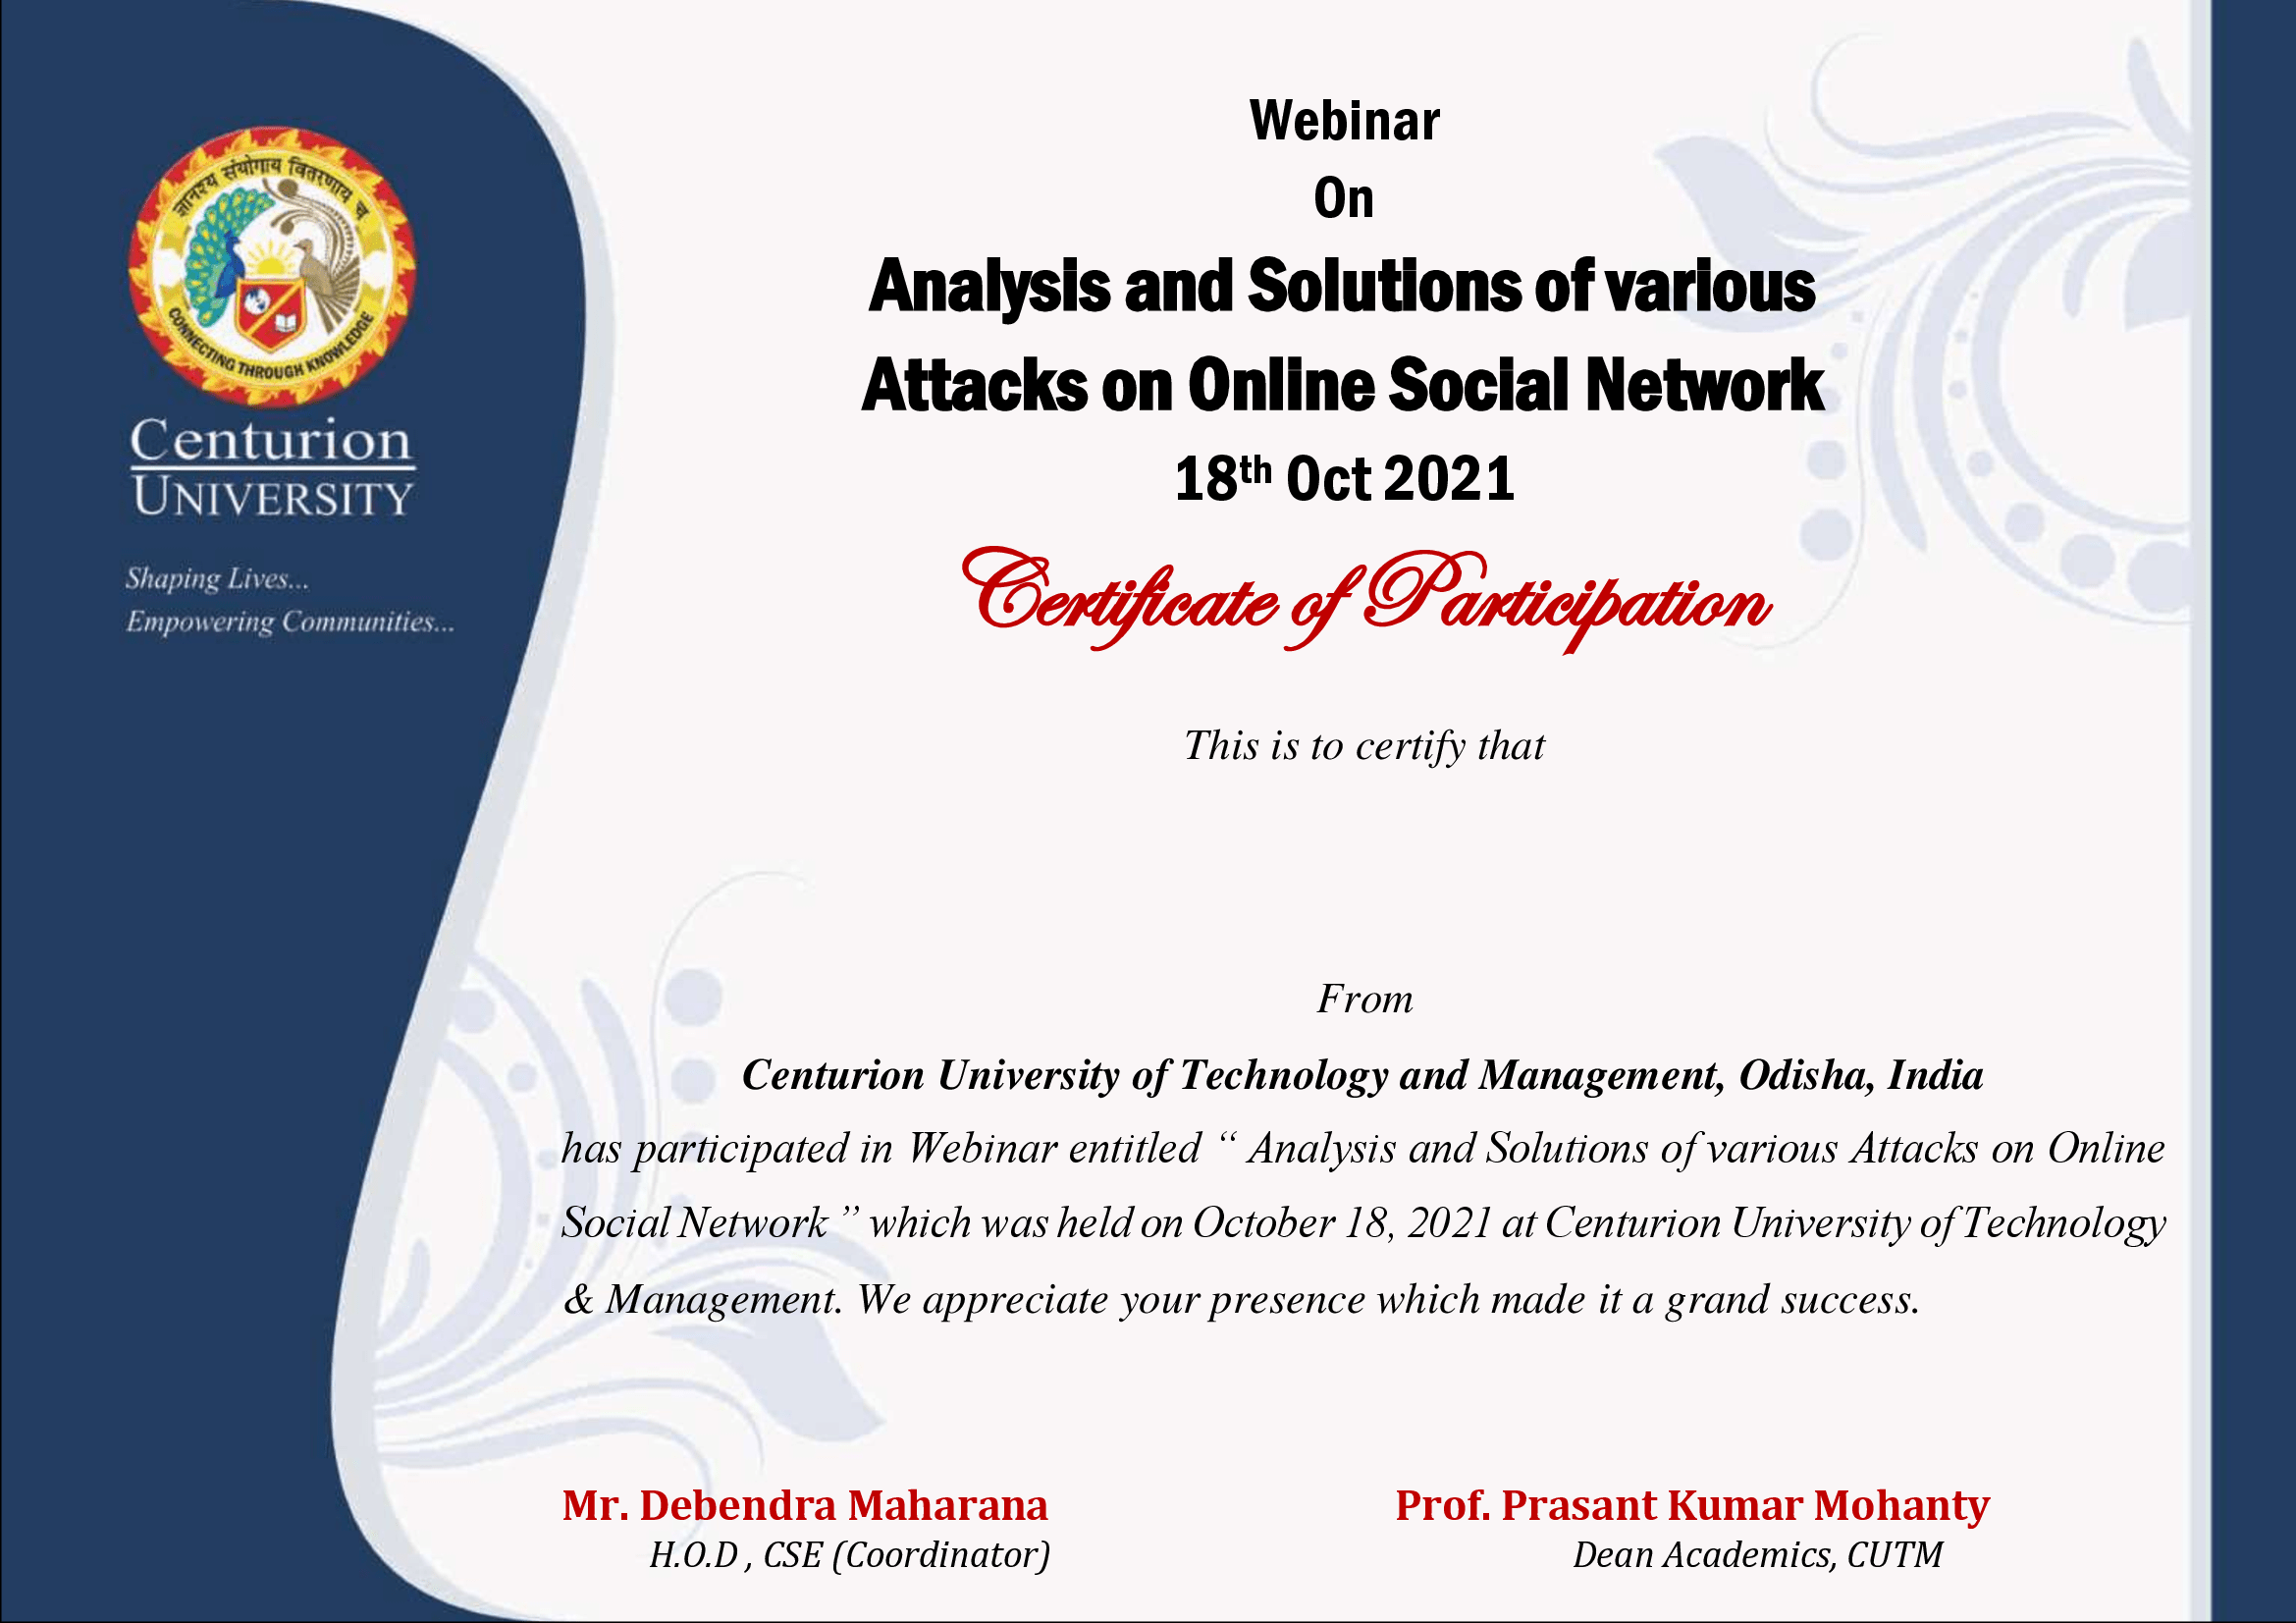 ज्ञानस्य संयोगाय वितरणाय च
CONNECTING THROUGH KNOWLEDGE
Centurion
UNIVERSITY
Shaping Lives...
Empowering Communities...
Webinar
On
Analysis and Solutions of various
Attacks on Online Social Network
18th Oct 2021
Certificate of Participation
This is to certify that
From
Centurion University of Technology and Management, Odisha, India
has participated in Webinar entitled “ Analysis and Solutions of various Attacks on Online
Social Network ” which was held on October 18, 2021 at Centurion University of Technology
& Management. We appreciate your presence which made it a grand success.
Mr. Debendra Maharana
H.O.D , CSE (Coordinator)
Prof. Prasant Kumar Mohanty
Dean Academics, CUTM